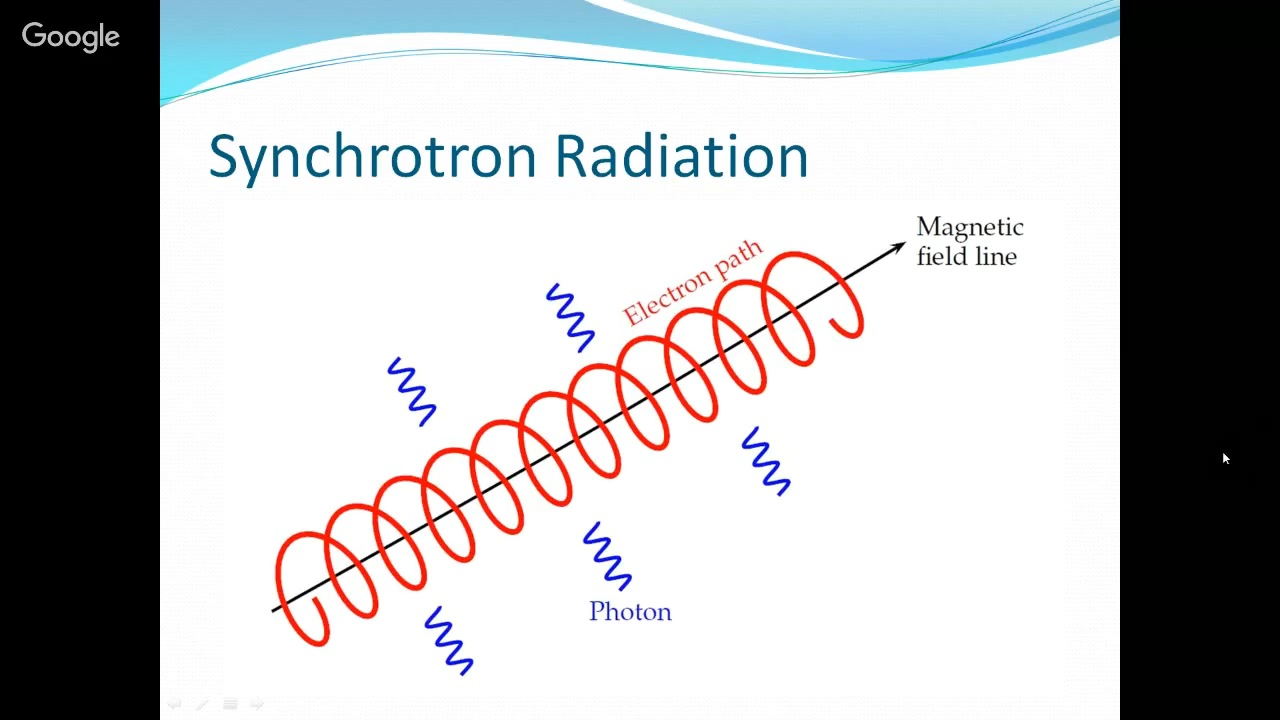 Google
Synchrotron Radiation
Magnetic
field line
Electron path
Photon